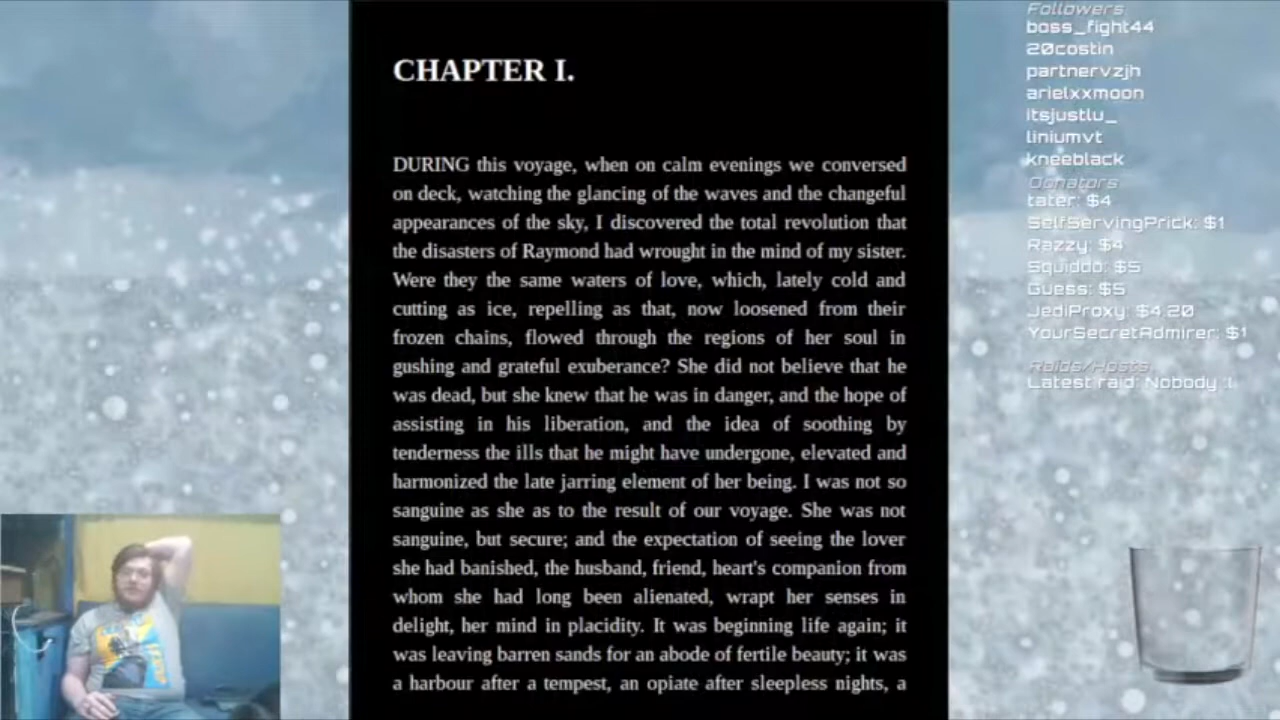 CHAPTER I.
DURING this voyage, when on calm evenings we conversed
on deck, watching the glancing of the waves and the changeful
appearances of the sky, I discovered the total revolution that
the disasters of Raymond had wrought in the mind of my sister.
Were they the same waters of love, which, lately cold and
cutting as ice, repelling as that, now loosened from their
frozen chains, flowed through the regions of her soul in
gushing and grateful exuberance? She did not believe that he
was dead, but she knew that he was in danger, and the hope of
assisting in his liberation, and the idea of soothing by
tenderness the ills that he might have undergone, elevated and
harmonized the late jarring element of her being. I was not so
sanguine as she as to the result of our voyage. She was not
sanguine, but secure; and the expectation of seeing the lover
she had banished, the husband, friend, heart's companion from
whom she had long been alienated, wrapt her senses in
delight, her mind in placidity. It was beginning life again; it
was leaving barren sands for an abode of fertile beauty; it was
a harbour after a tempest, an opiate after sleepless nights, a
Followers
boss_fight44
20costin
partnervzjh
arielxxmoon
itsjustlu_
liniumvt
kneeblack
Donators
tater: $4
SelfServingPrick: $1
Razzy: $4
Squiddo: $5
Guess: $5
JediProxy: $4.20
YourSecretAdmirer: $1
Raids/Hosts
Latest raid: Nobody :(